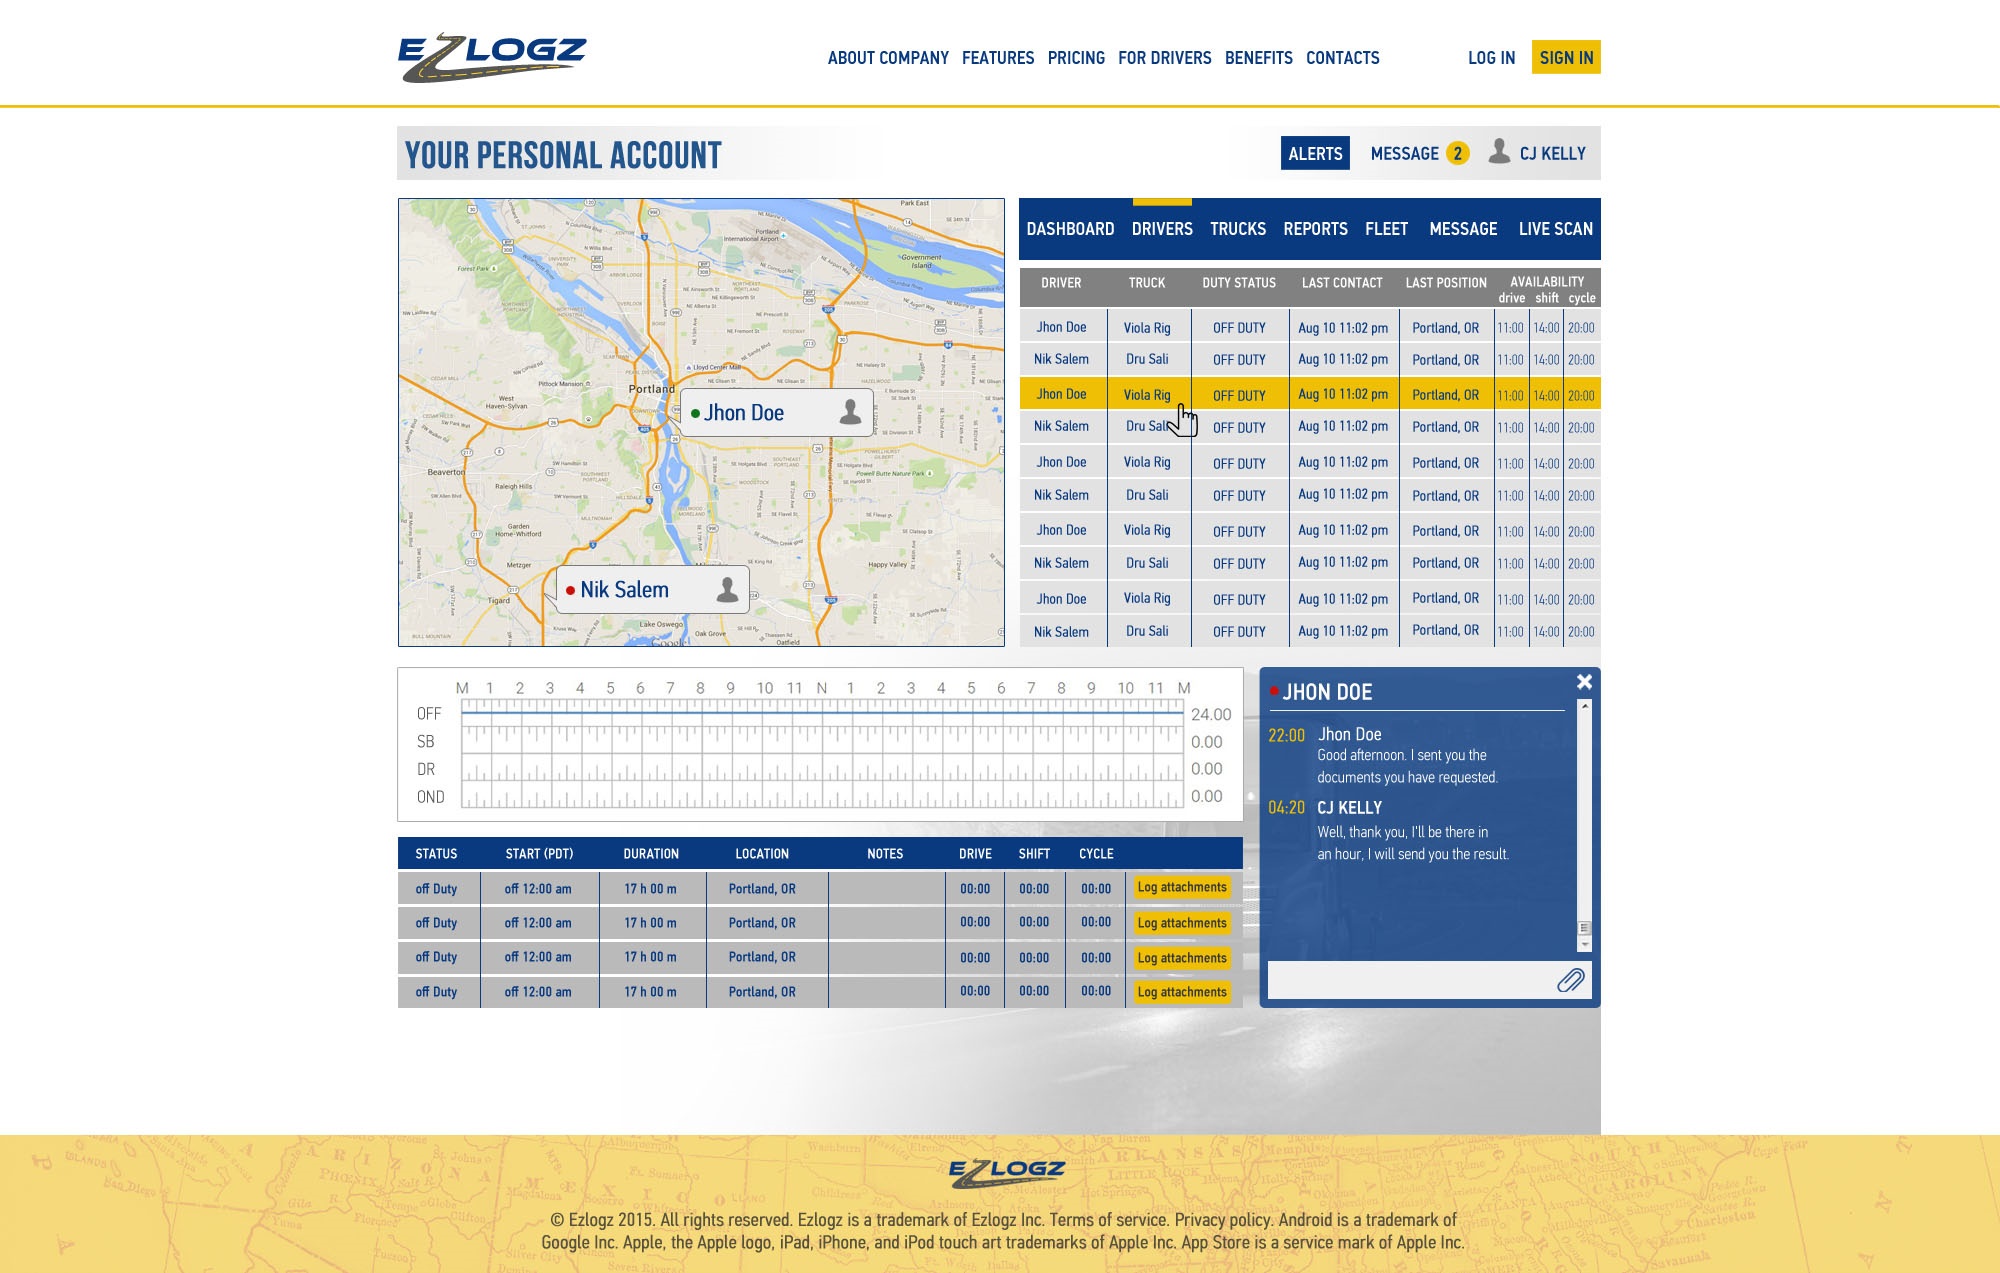 EZLOGZ
ABOUT COMPANY FEATURES PRICING FOR DRIVERS BENEFITS CONTACTS LOG IN SIGN IN
YOUR PERSONAL ACCOUNT
ALERTS MESSAGE 2 CJ KELLY
Park East
Portland
International Airport
Government
Island
Forest Park
Lloyd Center Mall
Pittock Mansion
Portland
West
Haven-Sylvan
Jhon Doe
Beaverton
Raleigh Hills
Powell Butte Nature Park
Garden
Home-Whitford
Metzger
Happy Valley
Nik Salem
Tigard
Lake Oswego
Oak Grove
Oatfield
DASHBOARD DRIVERS TRUCKS REPORTS FLEET MESSAGE LIVE SCAN
DRIVER TRUCK DUTY STATUS LAST CONTACT LAST POSITION AVAILABILITY
drive shift cycle
Jhon Doe Viola Rig OFF DUTY Aug 10 11:02 pm Portland, OR 11:00 14:00 20:00
Nik Salem Dru Sali OFF DUTY Aug 10 11:02 pm Portland, OR 11:00 14:00 20:00
Jhon Doe Viola Rig OFF DUTY Aug 10 11:02 pm Portland, OR 11:00 14:00 20:00
Nik Salem Dru Sali OFF DUTY Aug 10 11:02 pm Portland, OR 11:00 14:00 20:00
Jhon Doe Viola Rig OFF DUTY Aug 10 11:02 pm Portland, OR 11:00 14:00 20:00
Nik Salem Dru Sali OFF DUTY Aug 10 11:02 pm Portland, OR 11:00 14:00 20:00
Jhon Doe Viola Rig OFF DUTY Aug 10 11:02 pm Portland, OR 11:00 14:00 20:00
Nik Salem Dru Sali OFF DUTY Aug 10 11:02 pm Portland, OR 11:00 14:00 20:00
Jhon Doe Viola Rig OFF DUTY Aug 10 11:02 pm Portland, OR 11:00 14:00 20:00
Nik Salem Dru Sali OFF DUTY Aug 10 11:02 pm Portland, OR 11:00 14:00 20:00
M 1 2 3 4 5 6 7 8 9 10 11 N 1 2 3 4 5 6 7 8 9 10 11 M
OFF 24.00
SB 0.00
DR 0.00
OND 0.00
STATUS START (PDT) DURATION LOCATION NOTES DRIVE SHIFT CYCLE
off Duty off 12:00 am 17 h 00 m Portland, OR 00:00 00:00 00:00 Log attachments
off Duty off 12:00 am 17 h 00 m Portland, OR 00:00 00:00 00:00 Log attachments
off Duty off 12:00 am 17 h 00 m Portland, OR 00:00 00:00 00:00 Log attachments
off Duty off 12:00 am 17 h 00 m Portland, OR 00:00 00:00 00:00 Log attachments
JHON DOE
22:00 Jhon Doe
Good afternoon. I sent you the
documents you have requested.
04:20 CJ KELLY
Well, thank you, I'll be there in
an hour, I will send you the result.
EZLOGZ
© Ezlogz 2015. All rights reserved. Ezlogz is a trademark of Ezlogz Inc. Terms of service. Privacy policy. Android is a trademark of
Google Inc. Apple, the Apple logo, iPad, iPhone, and iPod touch art trademarks of Apple Inc. App Store is a service mark of Apple Inc.